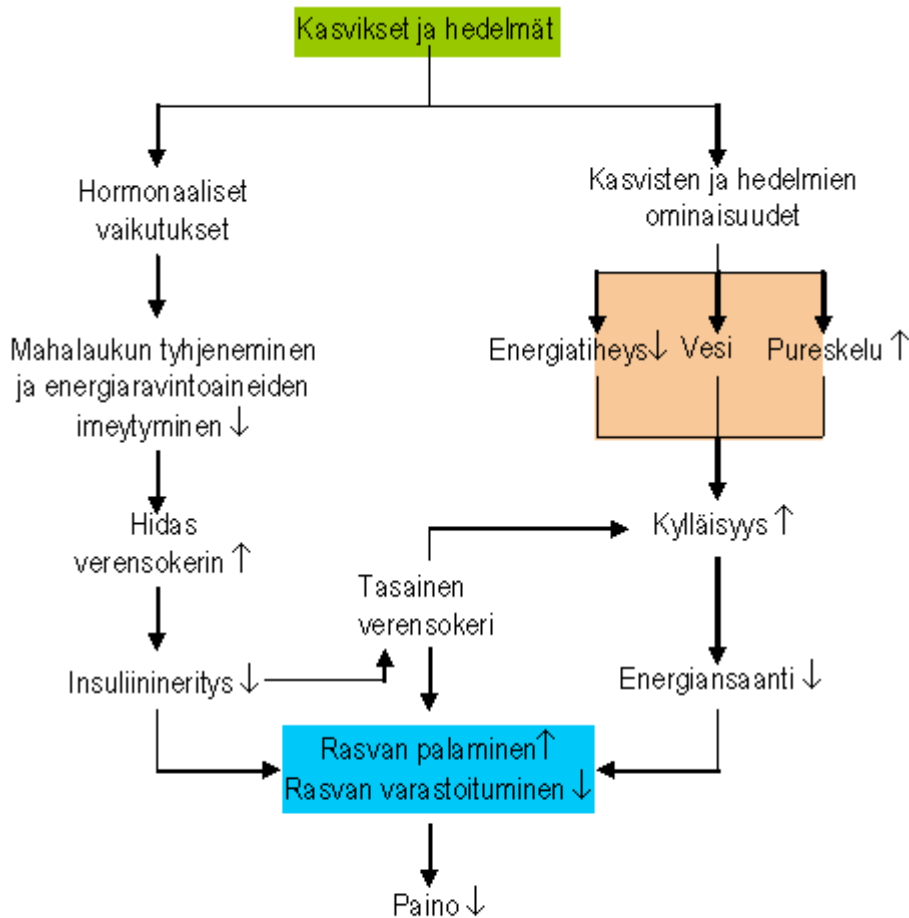 Kasvikset ja hedelmät
Hormonaaliset
vaikutukset
Kasvisten ja hedelmien
ominaisuudet
Mahalaukun tyhjeneminen
ja energiaravintoaineiden
imeytyminen ↓
Energiatiheys↓ Vesi Pureskelu ↑
Hidas
verensokerin ↑
Kylläisyys ↑
Tasainen
verensokeri
Insuliinineritys ↓
Energiansaanti ↓
Rasvan palaminen↑
Rasvan varastoituminen ↓
Paino ↓